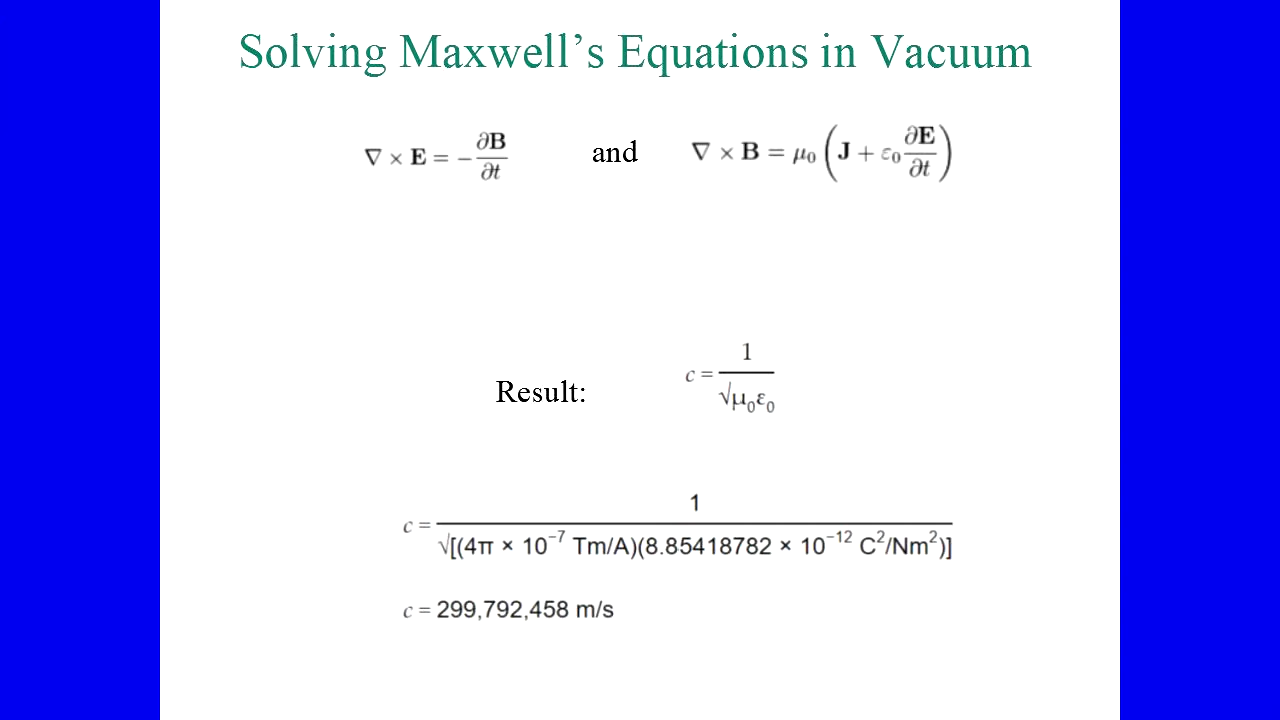 Solving Maxwell's Equations in Vacuum
∇ × E = −∂B/∂t and ∇ × B = μ₀(J + ε₀ ∂E/∂t)
Result: c = 1/√μ₀ε₀
c = 1/√[(4π × 10⁻⁷ Tm/A)(8.85418782 × 10⁻¹² C²/Nm²)]
c = 299,792,458 m/s